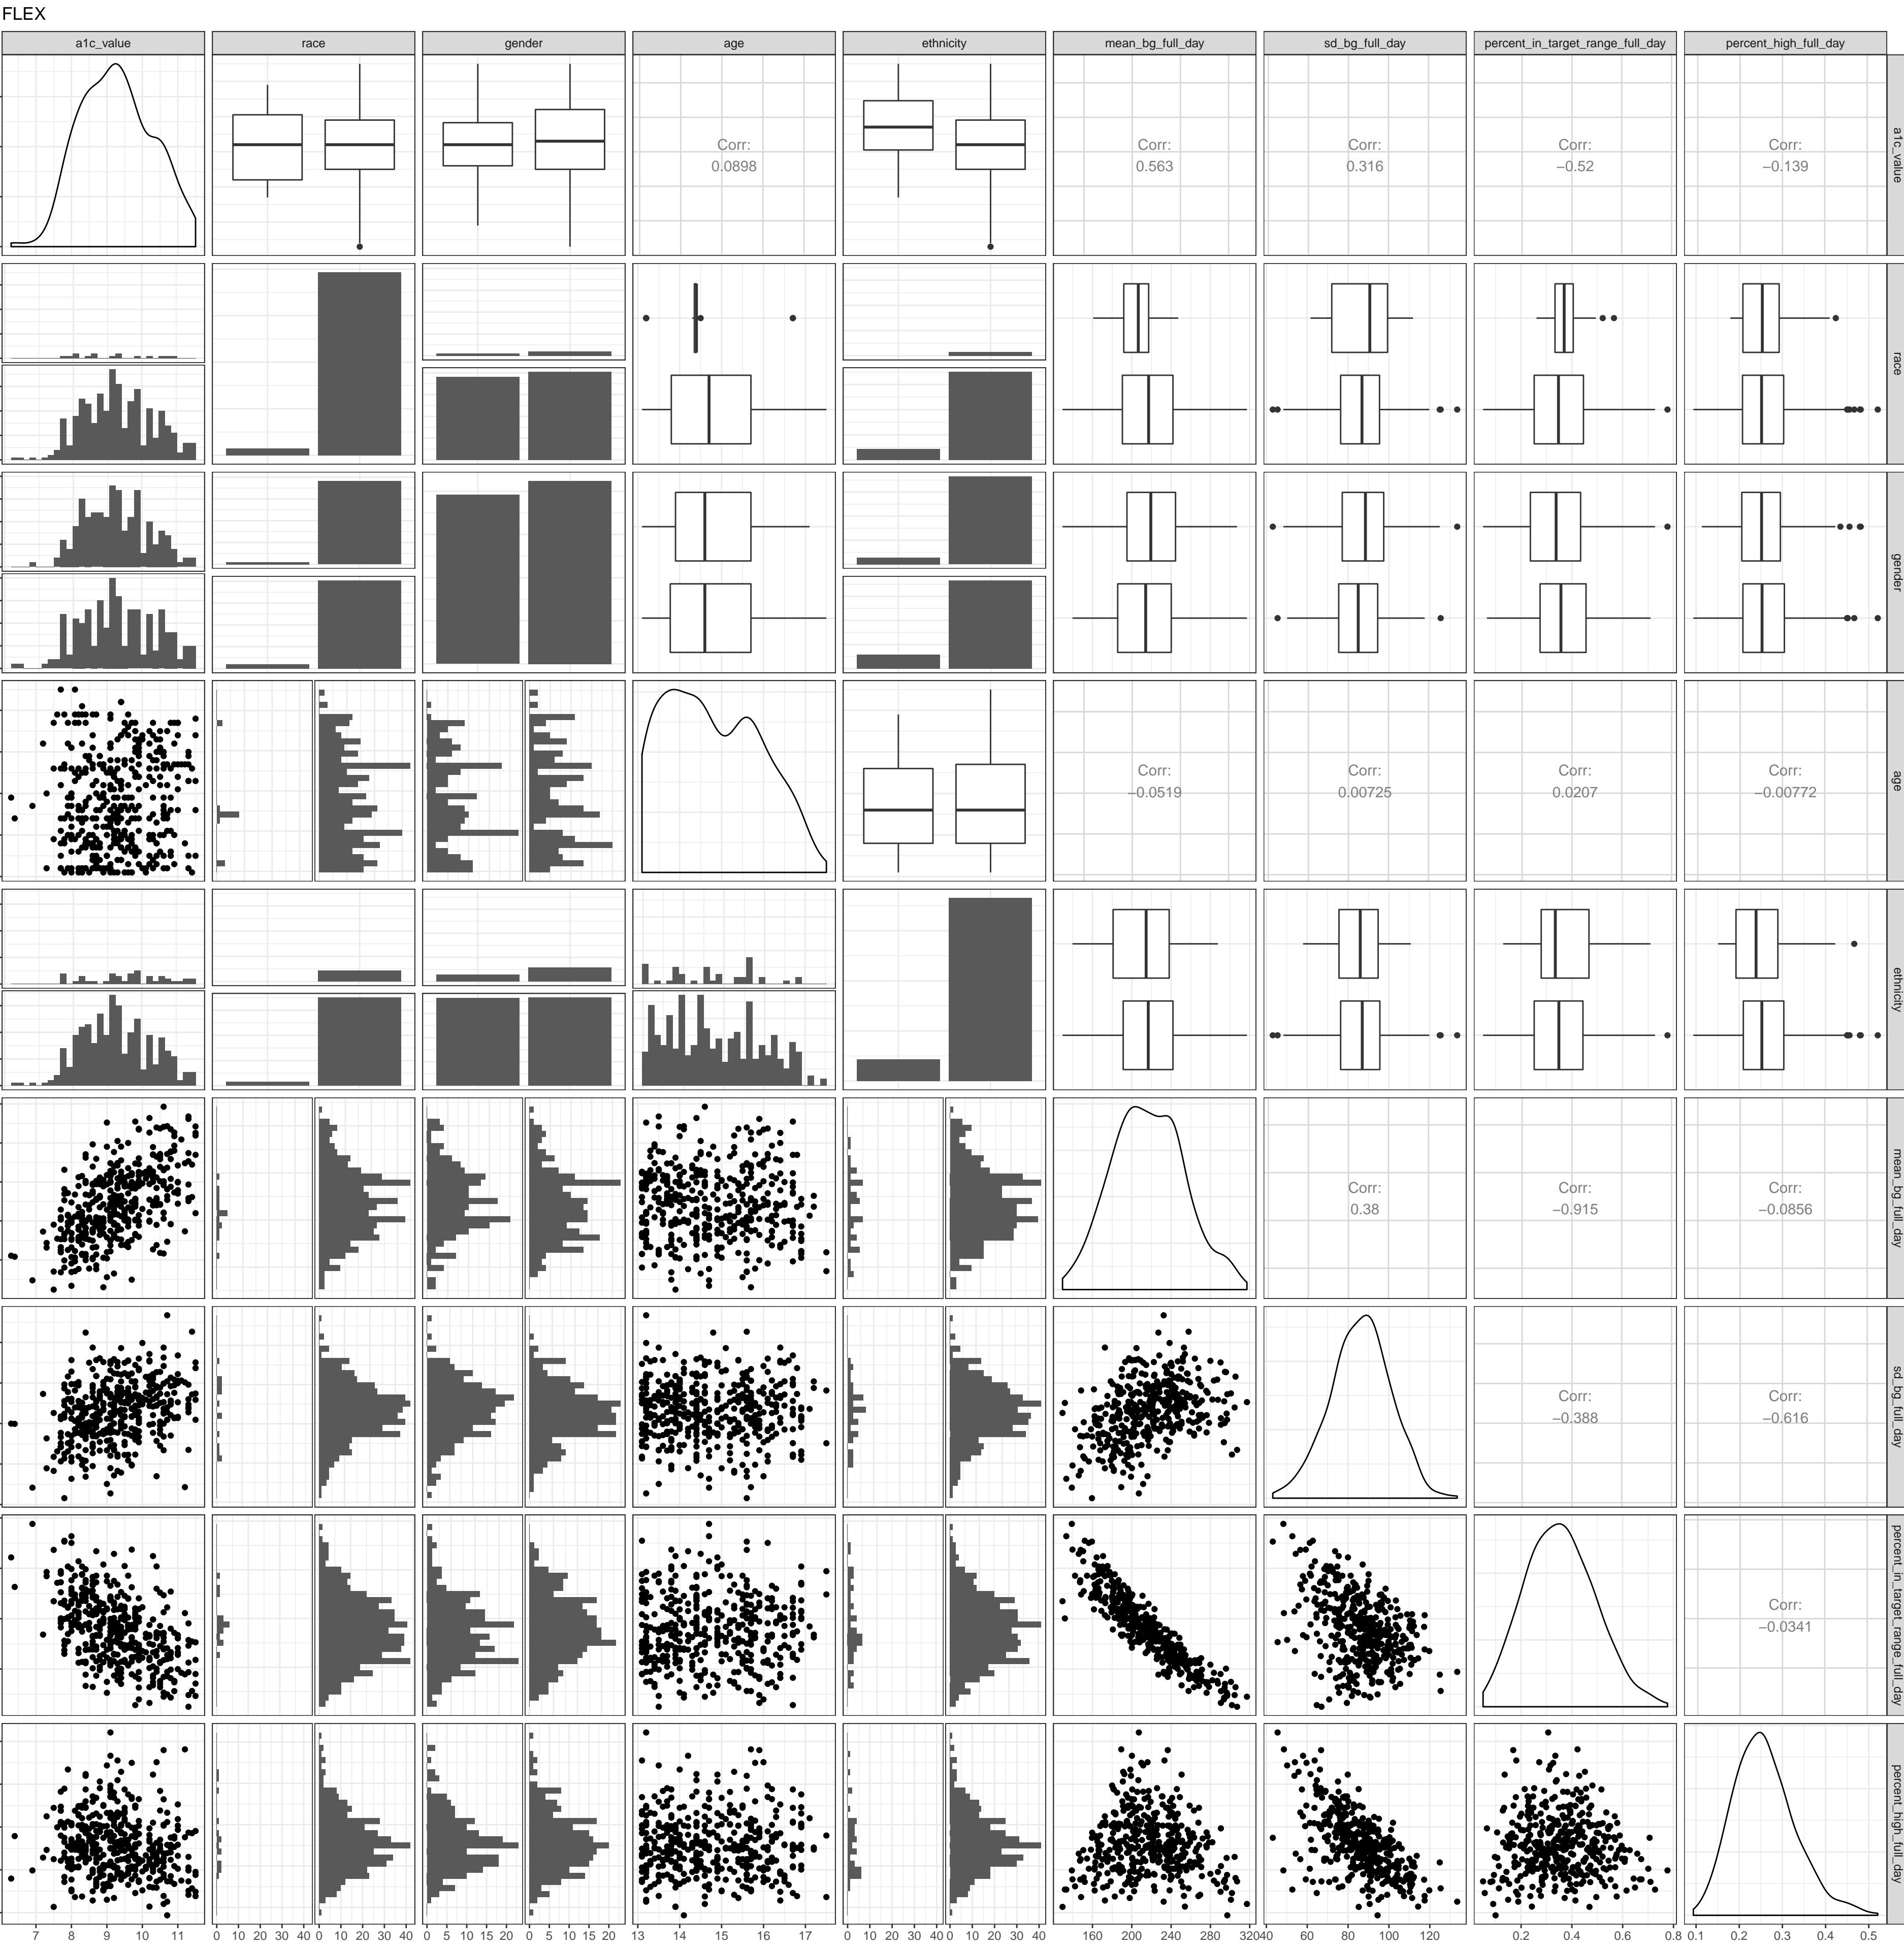 FLEX
a1c_value race gender age ethnicity mean_bg_full_day sd_bg_full_day percent_in_target_range_full_day percent_high_full_day
Corr: Corr: Corr: Corr: Corr:
0.0898 0.563 0.316 −0.52 −0.139
a1c_value
race
gender
Corr: Corr: Corr: Corr:
−0.0519 0.00725 0.0207 −0.00772
age
ethnicity
Corr: Corr: Corr:
0.38 −0.915 −0.0856
mean_bg_full_day
Corr: Corr:
−0.388 −0.616
sd_bg_full_day
Corr:
−0.0341
percent_in_target_range_full_day
percent_high_full_day
7 8 9 10 11 0 10 20 30 40 0 10 20 30 40 0 5 10 15 20 0 5 10 15 20 13 14 15 16 17 0 10 20 30 40 0 10 20 30 40 160 200 240 280 320 40 60 80 100 120 0.2 0.4 0.6 0.8 0.1 0.2 0.3 0.4 0.5